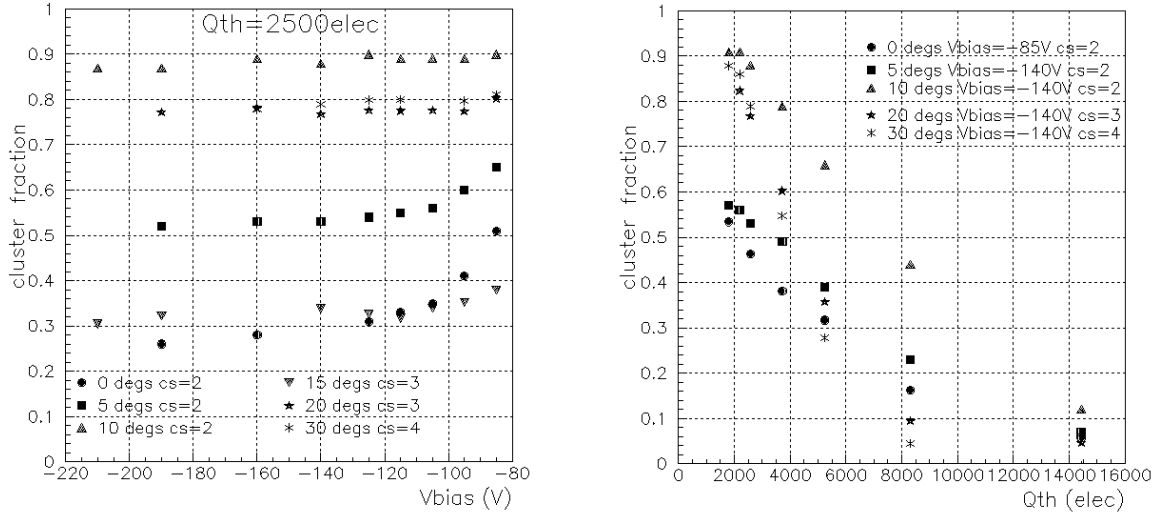 Qth=2500elec
cluster fraction
1
0.9
0.8
0.7
0.6
0.5
0.4
0.3
0.2
0.1
0
0 degs cs=2
5 degs cs=2
10 degs cs=2
15 degs cs=3
20 degs cs=3
30 degs cs=4
−220 −200 −180 −160 −140 −120 −100 −80
Vbias (V)
cluster fraction
1
0.9
0.8
0.7
0.6
0.5
0.4
0.3
0.2
0.1
0
0 degs Vbias=−85V cs=2
5 degs Vbias=−140V cs=2
10 degs Vbias=−140V cs=2
20 degs Vbias=−140V cs=3
30 degs Vbias=−140V cs=4
0 2000 4000 6000 8000 10000 12000 14000 16000
Qth (elec)